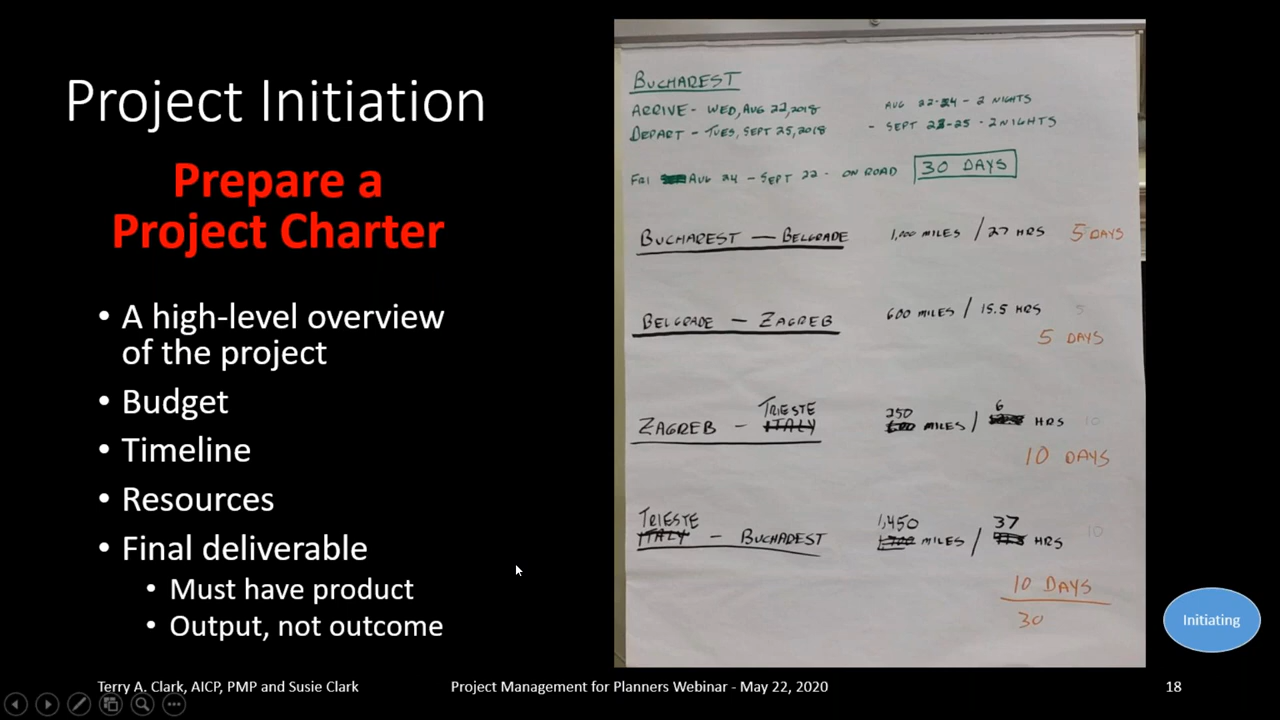 Project Initiation
Prepare a
Project Charter
• A high-level overview
of the project
• Budget
• Timeline
• Resources
• Final deliverable
• Must have product
• Output, not outcome
BUCHAREST
ARRIVE - WED, AUG 22, 2018 AUG 22-24 - 2 NIGHTS
DEPART - TUES, SEPT 25, 2018 - SEPT 23-25 - 2 NIGHTS
FRI AUG 24 - SEPT 22 - ON ROAD 30 DAYS
BUCHAREST — BELGRADE 1,000 MILES / 27 HRS 5 DAYS
BELGRADE — ZAGREB 600 MILES / 15.5 HRS 5
5 DAYS
TRIESTE 250 6
ZAGREB - ITALY MILES / HRS 10
10 DAYS
TRIESTE 1,450 37
ITALY - BUCHAREST MILES / HRS 10
10 DAYS
30
Initiating
Terry A. Clark, AICP, PMP and Susie Clark Project Management for Planners Webinar - May 22, 2020 18